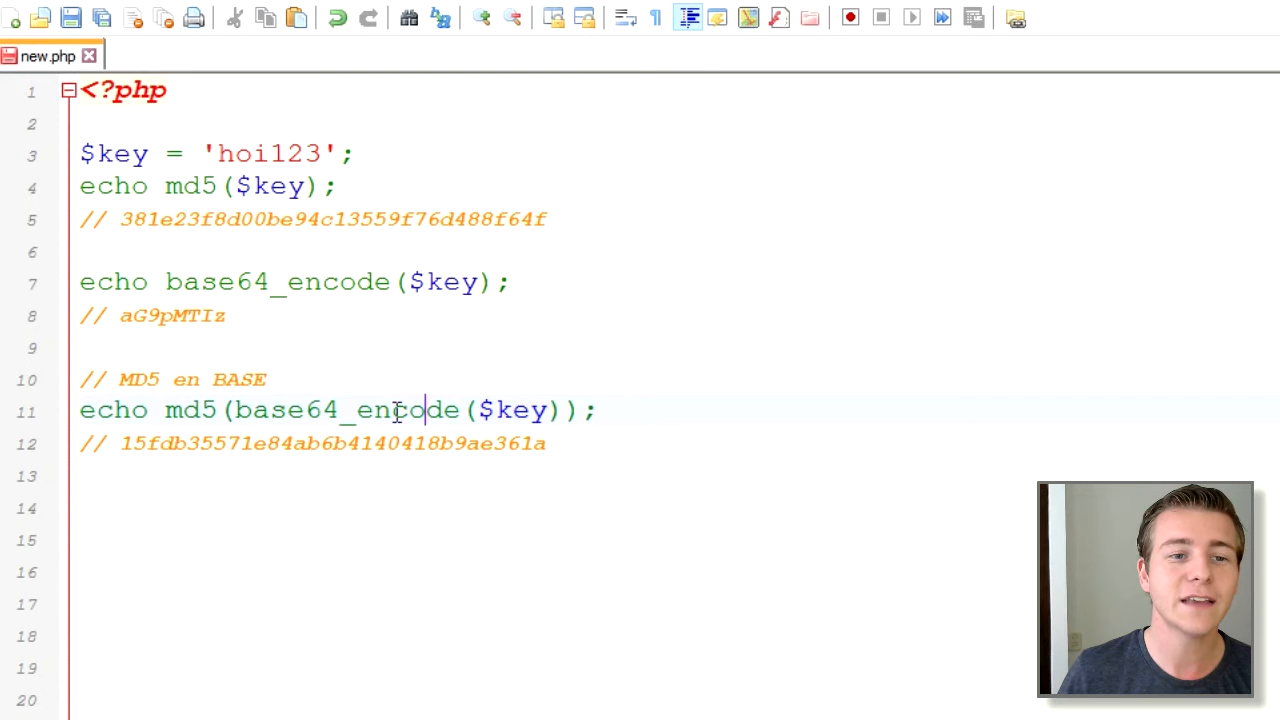 new.php
1 <?php
2
3 $key = 'hoi123';
4 echo md5($key);
5 // 381e23f8d00be94c13559f76d488f64f
6
7 echo base64_encode($key);
8 // aG9pMTIz
9
10 // MD5 en BASE
11 echo md5(base64_encode($key));
12 // 15fdb35571e84ab6b4140418b9ae361a
13
14
15
16
17
18
19
20